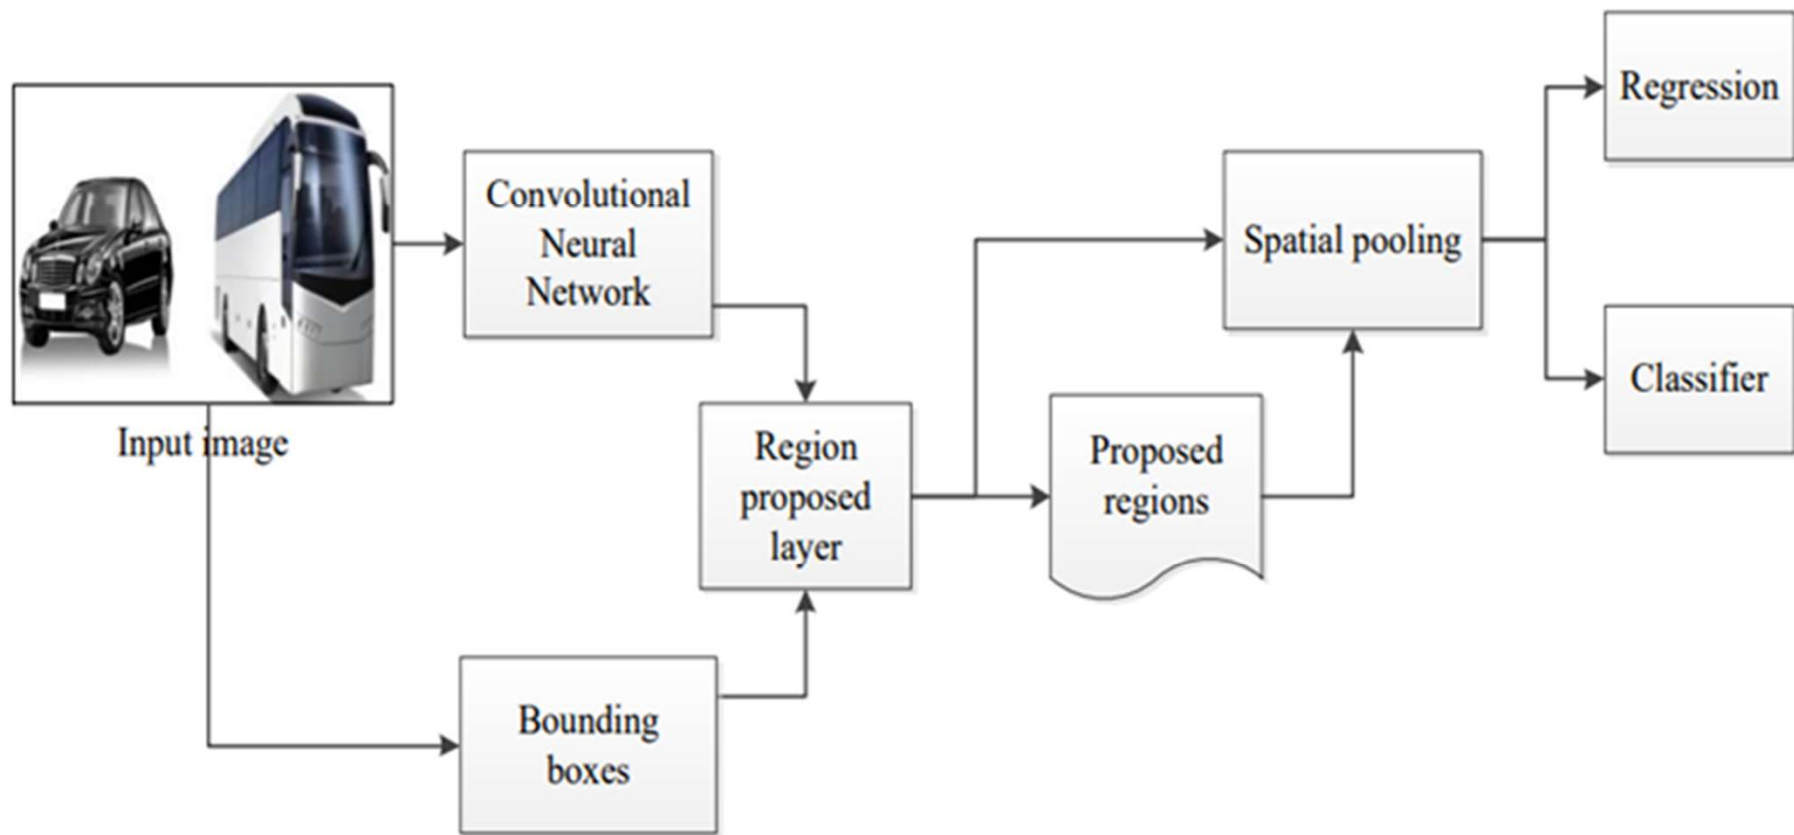 Input image
Convolutional
Neural
Network
Bounding
boxes
Region
proposed
layer
Proposed
regions
Spatial pooling
Regression
Classifier